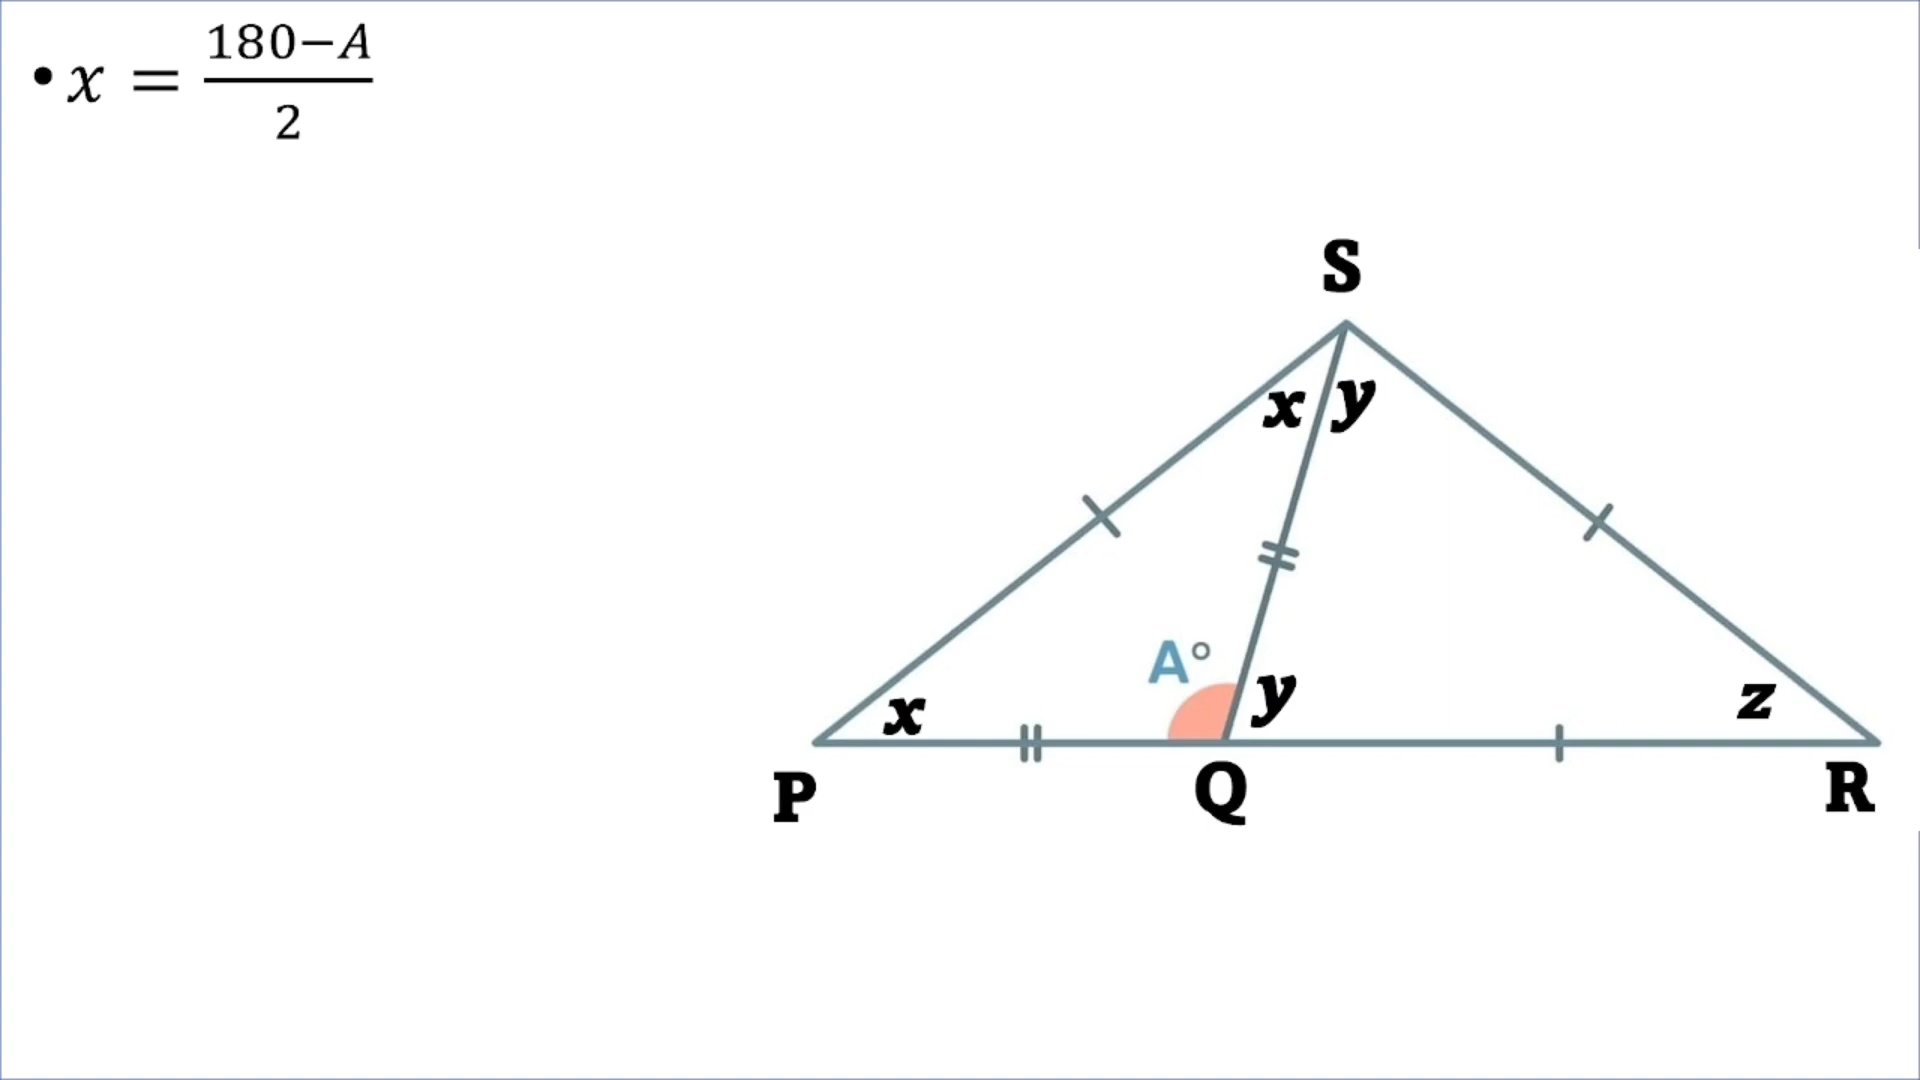 • x = (180−A)/2
S
x y
A° y
x z
P Q R